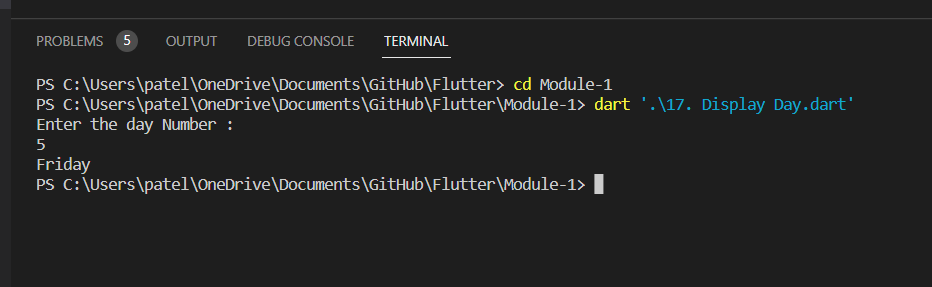 PROBLEMS 5 OUTPUT DEBUG CONSOLE TERMINAL
PS C:\Users\patel\OneDrive\Documents\GitHub\Flutter> cd Module-1
PS C:\Users\patel\OneDrive\Documents\GitHub\Flutter\Module-1> dart '.\17. Display Day.dart'
Enter the day Number :
5
Friday
PS C:\Users\patel\OneDrive\Documents\GitHub\Flutter\Module-1>